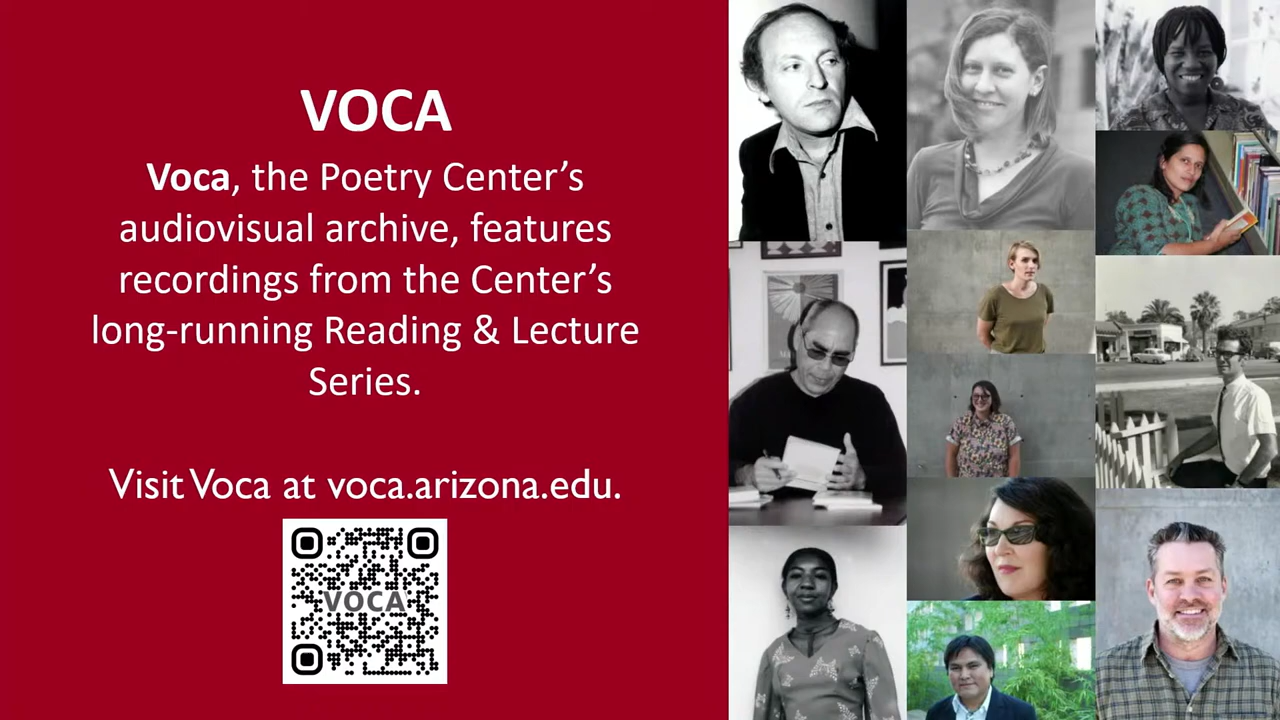 VOCA
Voca, the Poetry Center’s
audiovisual archive, features
recordings from the Center’s
long-running Reading & Lecture
Series.
Visit Voca at voca.arizona.edu.
VOCA